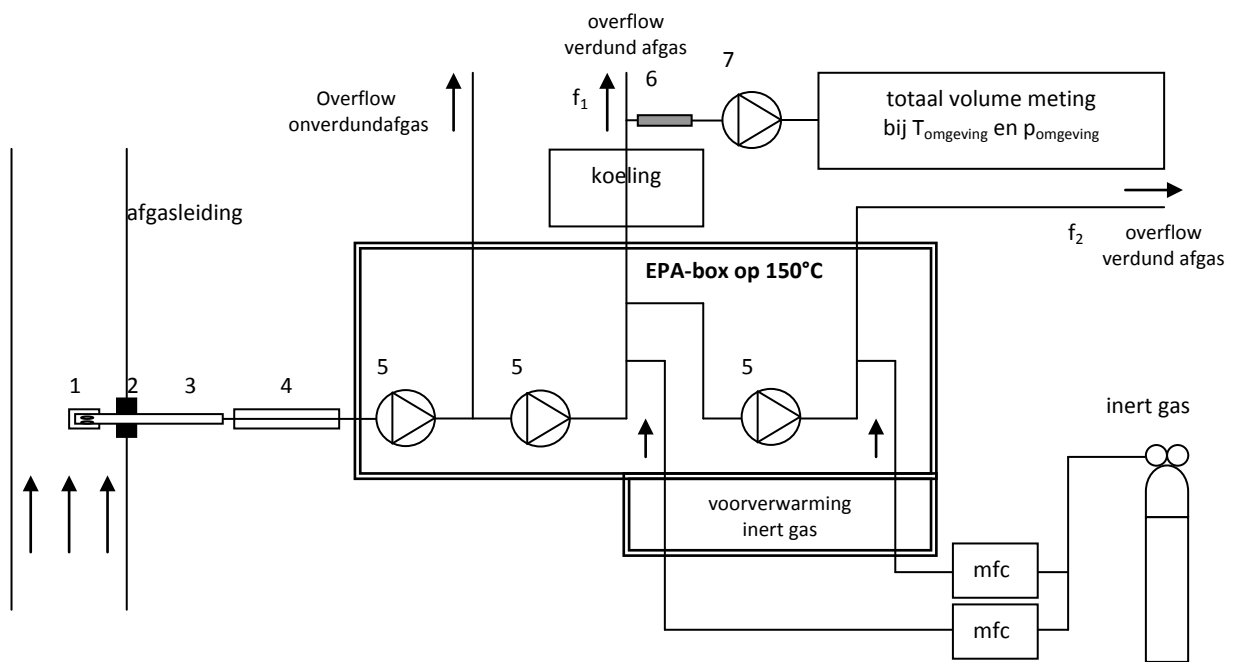 overflow
verdund afgas
f1
6
7
totaal volume meting
bij Tomgeving en pomgeving
Overflow
onverdundafgas
koeling
afgasleiding
f2
overflow
verdund afgas
EPA-box op 150°C
1
2
3
4
5
5
5
inert gas
voorverwarming
inert gas
mfc
mfc